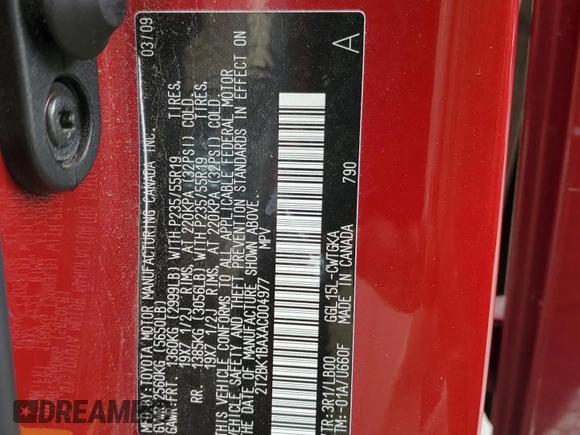 MFD. BY: TOYOTA MOTOR MANUFACTURING CANADA INC. 03/09
GVWR 2560KG (5650LB)
GAWR: FRT. 1360KG (2999LB) WITH P235/55R19 TIRES,
19X7 1/2J RIMS, AT 220KPA (32PSI) COLD.
RR. 1385KG (3056LB) WITH P235/55R19 TIRES,
19X7 1/2J RIMS, AT 220KPA (32PSI) COLD.
THIS VEHICLE CONFORMS TO ALL APPLICABLE FEDERAL MOTOR
VEHICLE SAFETY AND THEFT PREVENTION STANDARDS IN EFFECT ON
THE DATE OF MANUFACTURE SHOWN ABOVE.
2T2BK1BAXAC004977 MPV
A
C/TR:3R1/LB00 GGL15L-CWTGKA
A/TM:-01A/U660F MADE IN CANADA 790